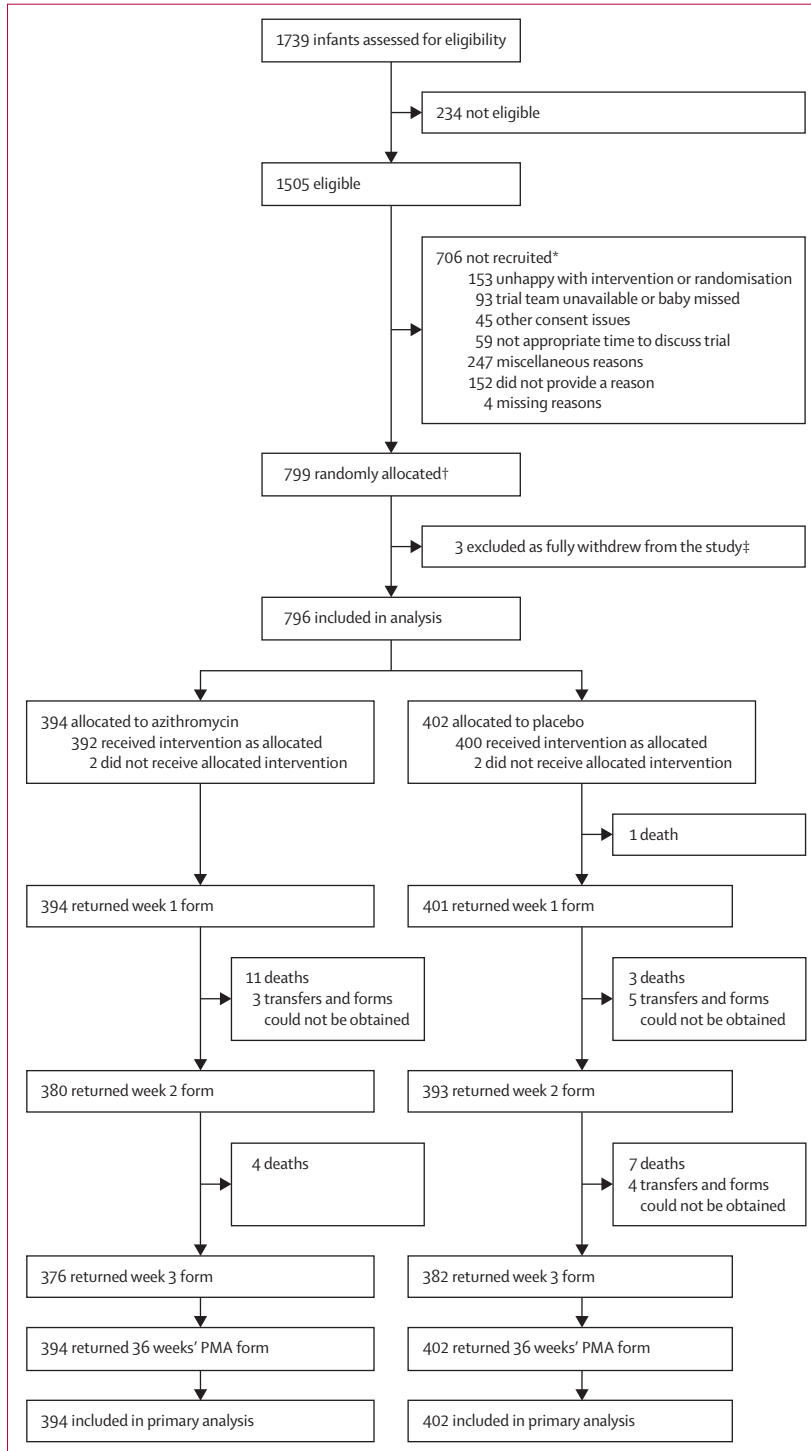 1739 infants assessed for eligibility
234 not eligible
1505 eligible
706 not recruited*
153 unhappy with intervention or randomisation
93 trial team unavailable or baby missed
45 other consent issues
59 not appropriate time to discuss trial
247 miscellaneous reasons
152 did not provide a reason
4 missing reasons
799 randomly allocated†
3 excluded as fully withdrew from the study‡
796 included in analysis
394 allocated to azithromycin
392 received intervention as allocated
2 did not receive allocated intervention
402 allocated to placebo
400 received intervention as allocated
2 did not receive allocated intervention
1 death
394 returned week 1 form
401 returned week 1 form
11 deaths
3 transfers and forms
could not be obtained
3 deaths
5 transfers and forms
could not be obtained
380 returned week 2 form
393 returned week 2 form
4 deaths
7 deaths
4 transfers and forms
could not be obtained
376 returned week 3 form
382 returned week 3 form
394 returned 36 weeks’ PMA form
402 returned 36 weeks’ PMA form
394 included in primary analysis
402 included in primary analysis